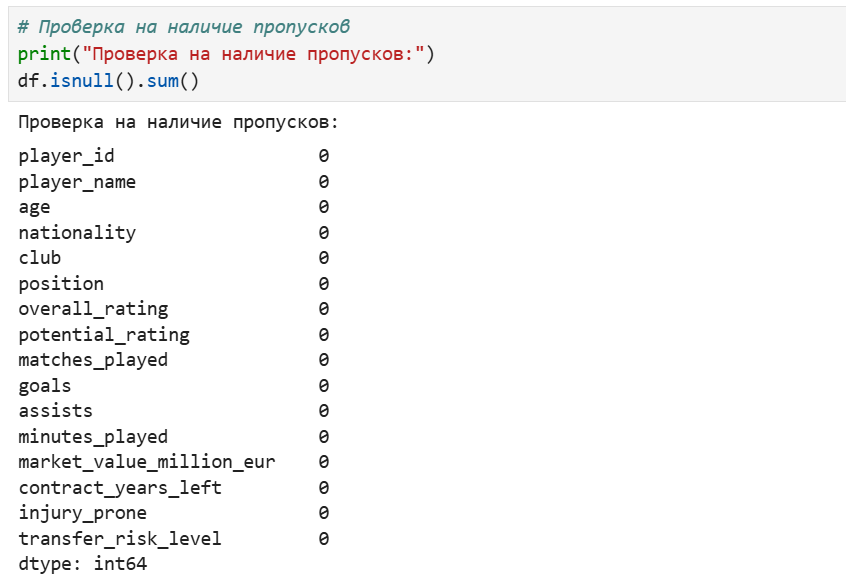 # Проверка на наличие пропусков
print("Проверка на наличие пропусков:")
df.isnull().sum()
Проверка на наличие пропусков:
player_id 0
player_name 0
age 0
nationality 0
club 0
position 0
overall_rating 0
potential_rating 0
matches_played 0
goals 0
assists 0
minutes_played 0
market_value_million_eur 0
contract_years_left 0
injury_prone 0
transfer_risk_level 0
dtype: int64